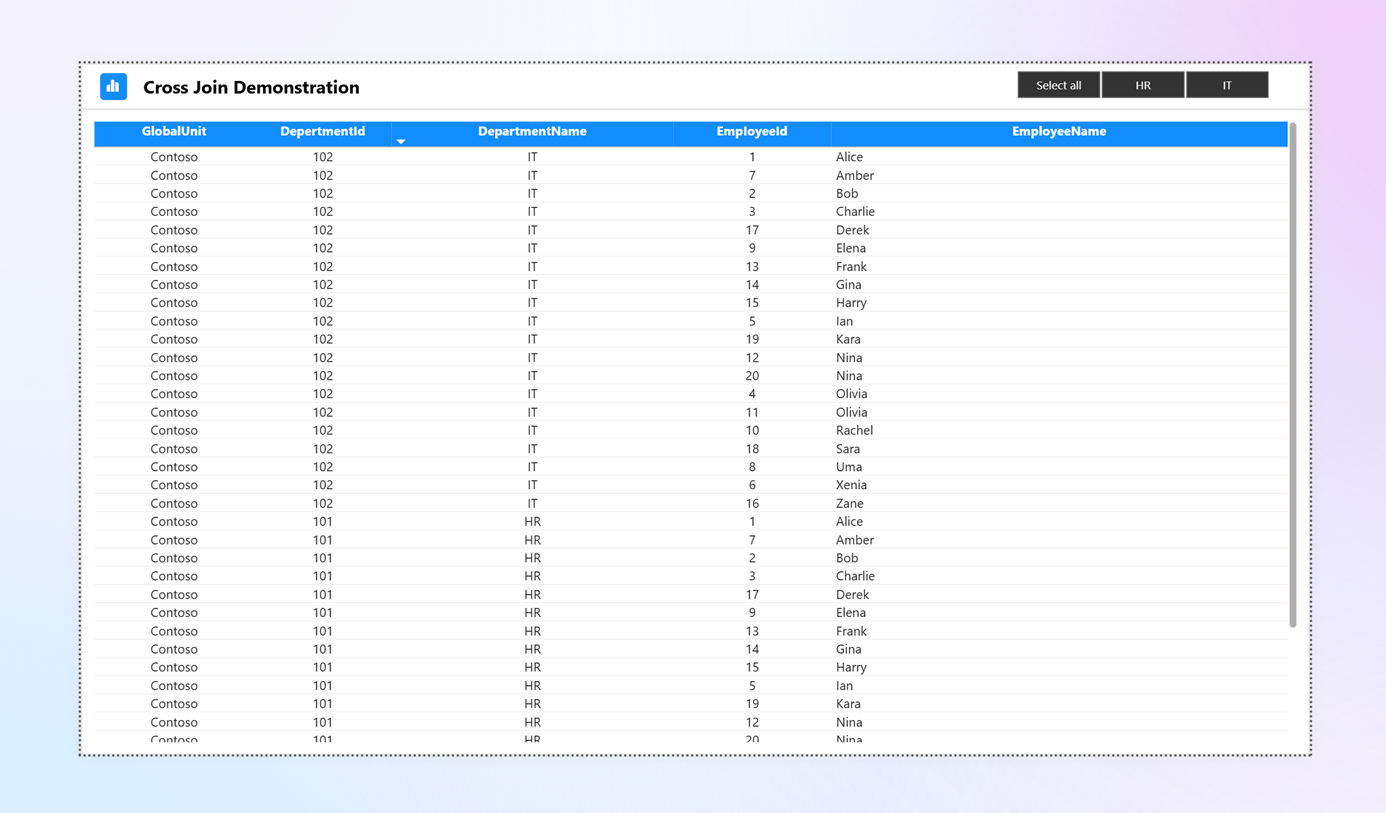 Cross Join Demonstration
Select all HR IT
GlobalUnit DepertmentId DepartmentName EmployeeId EmployeeName
Contoso 102 IT 1 Alice
Contoso 102 IT 7 Amber
Contoso 102 IT 2 Bob
Contoso 102 IT 3 Charlie
Contoso 102 IT 17 Derek
Contoso 102 IT 9 Elena
Contoso 102 IT 13 Frank
Contoso 102 IT 14 Gina
Contoso 102 IT 15 Harry
Contoso 102 IT 5 Ian
Contoso 102 IT 19 Kara
Contoso 102 IT 12 Nina
Contoso 102 IT 20 Nina
Contoso 102 IT 4 Olivia
Contoso 102 IT 11 Olivia
Contoso 102 IT 10 Rachel
Contoso 102 IT 18 Sara
Contoso 102 IT 8 Uma
Contoso 102 IT 6 Xenia
Contoso 102 IT 16 Zane
Contoso 101 HR 1 Alice
Contoso 101 HR 7 Amber
Contoso 101 HR 2 Bob
Contoso 101 HR 3 Charlie
Contoso 101 HR 17 Derek
Contoso 101 HR 9 Elena
Contoso 101 HR 13 Frank
Contoso 101 HR 14 Gina
Contoso 101 HR 15 Harry
Contoso 101 HR 5 Ian
Contoso 101 HR 19 Kara
Contoso 101 HR 12 Nina
Contoso 101 HR 20 Nina